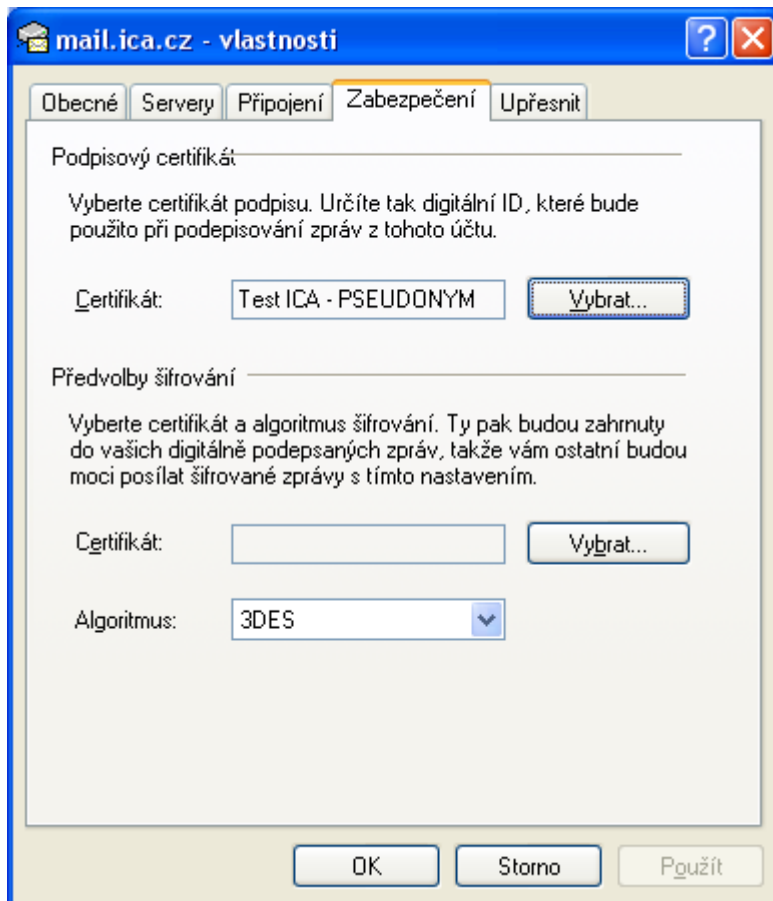 mail.ica.cz - vlastnosti
Obecné Servery Připojení Zabezpečení Upřesnit
Podpisový certifikát
Vyberte certifikát podpisu. Určíte tak digitální ID, které bude
použito při podepisování zpráv z tohoto účtu.
Certifikát: Test ICA - PSEUDONYM Vybrat...
Předvolby šifrování
Vyberte certifikát a algoritmus šifrování. Ty pak budou zahrnuty
do vašich digitálně podepsaných zpráv, takže vám ostatní budou
moci posílat šifrované zprávy s tímto nastavením.
Certifikát: Vybrat...
Algoritmus: 3DES
OK Storno Použít